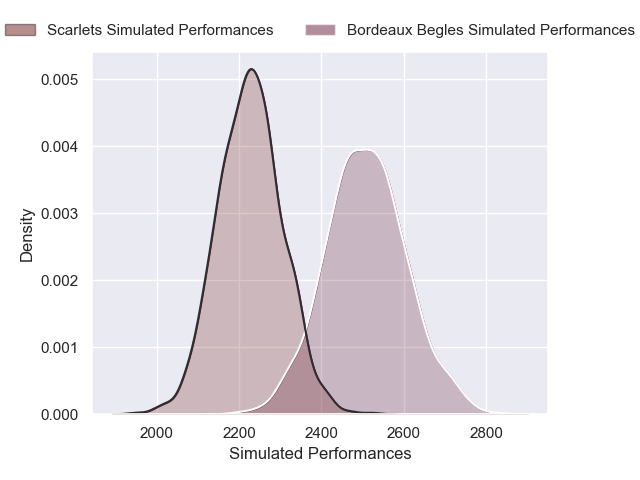 Scarlets Simulated Performances Bordeaux Begles Simulated Performances
0.005
0.004
0.003
0.002
0.001
0.000
Density
2000 2200 2400 2600 2800
Simulated Performances